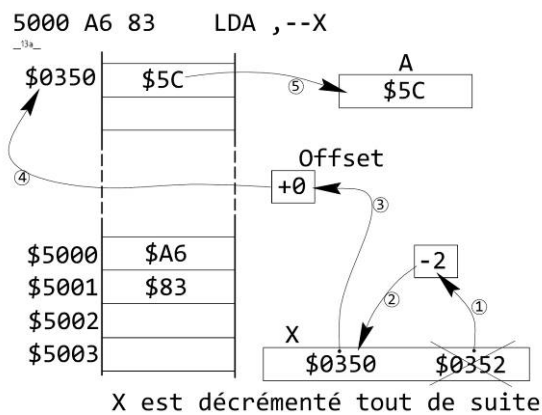 5000 A6 83 LDA ,--X
_13a_
A
$0350 $5C ⑤ $5C
Offset
④ +0 ③
$5000 $A6
-2
$5001 $83 ② ①
$5002
X
$5003 $0350 $0352
X est décrémenté tout de suite